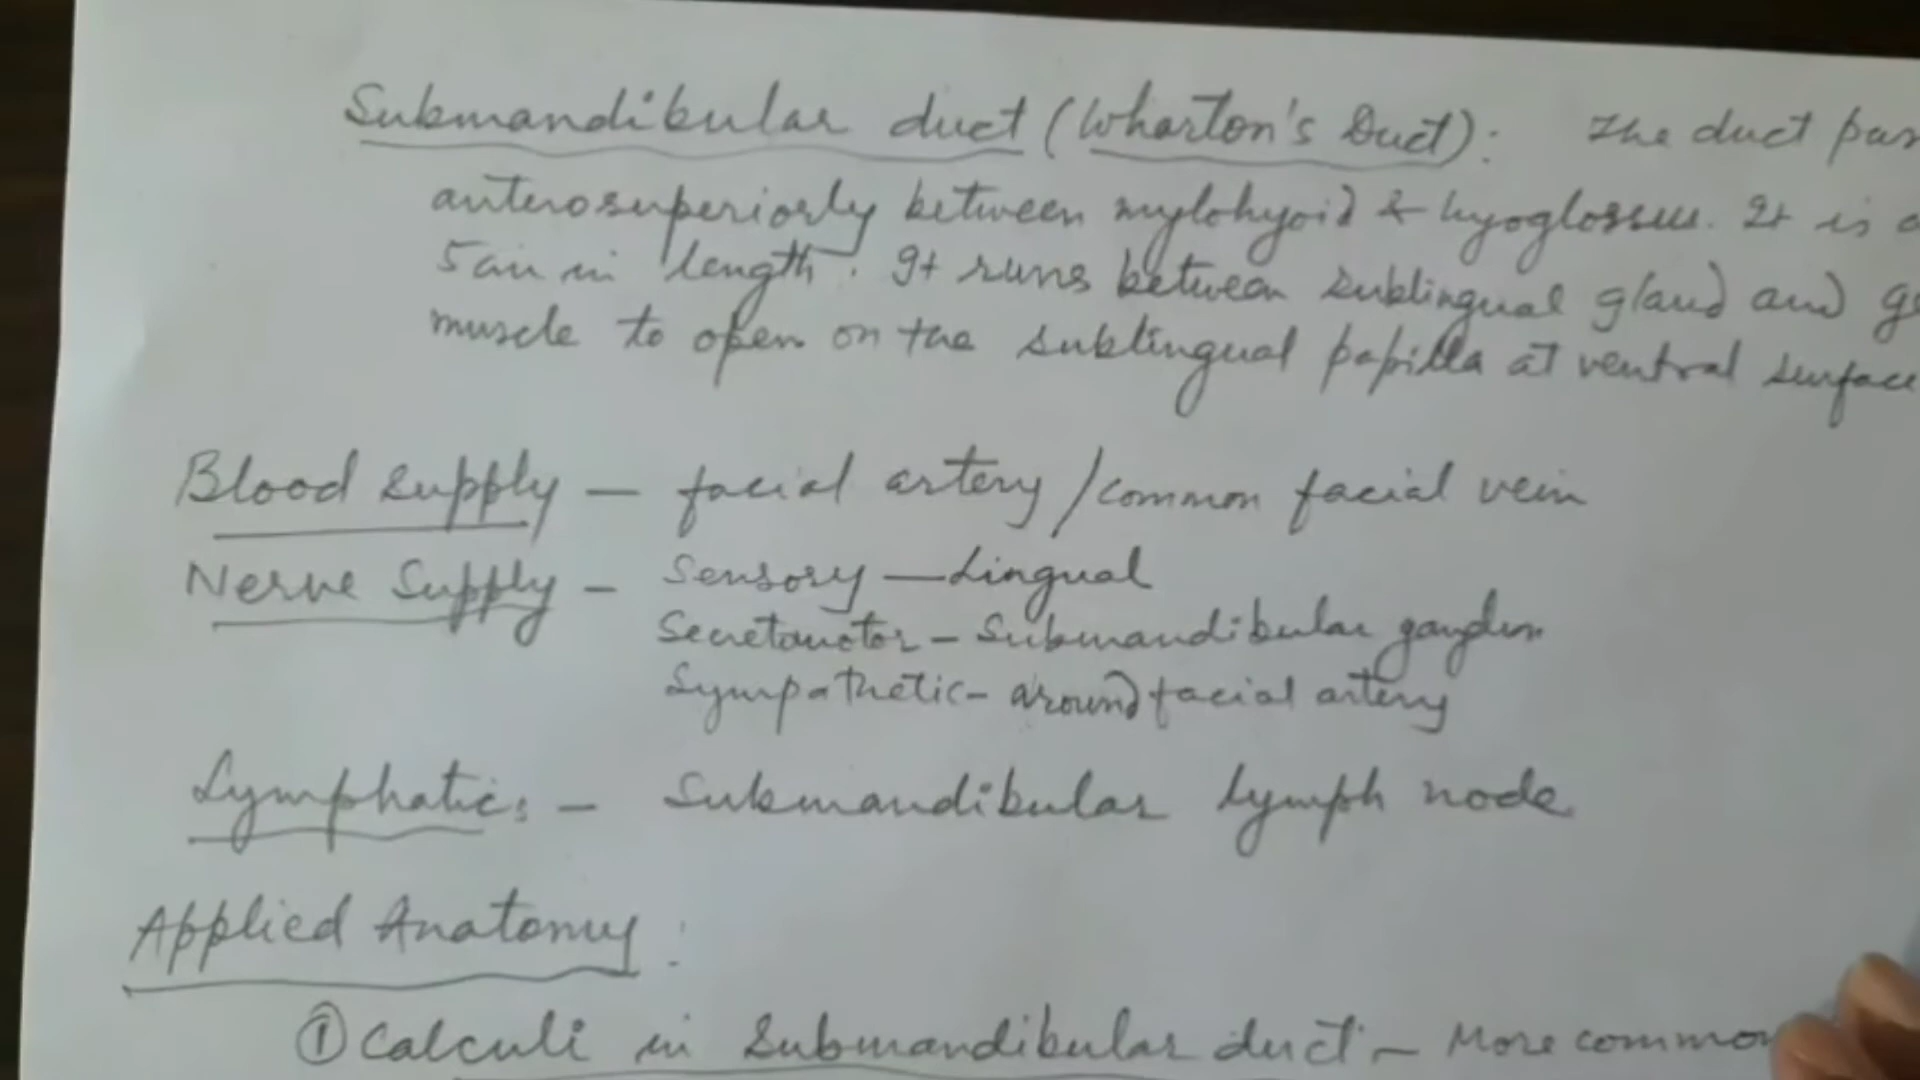 Submandibular duct (Wharton's Duct): The duct pas
anterosuperiorly between mylohyoid & hyoglossus. It is a
5cm in length. It runs between sublingual gland and ge
muscle to open on the sublingual papilla at ventral surface
Blood Supply – facial artery/common facial vein
Nerve Supply – Sensory – Lingual
Secretomotor – Submandibular ganglion
Sympathetic – around facial artery
Lymphatics – Submandibular lymph node
Applied Anatomy:
① Calculi in Submandibular duct – More common